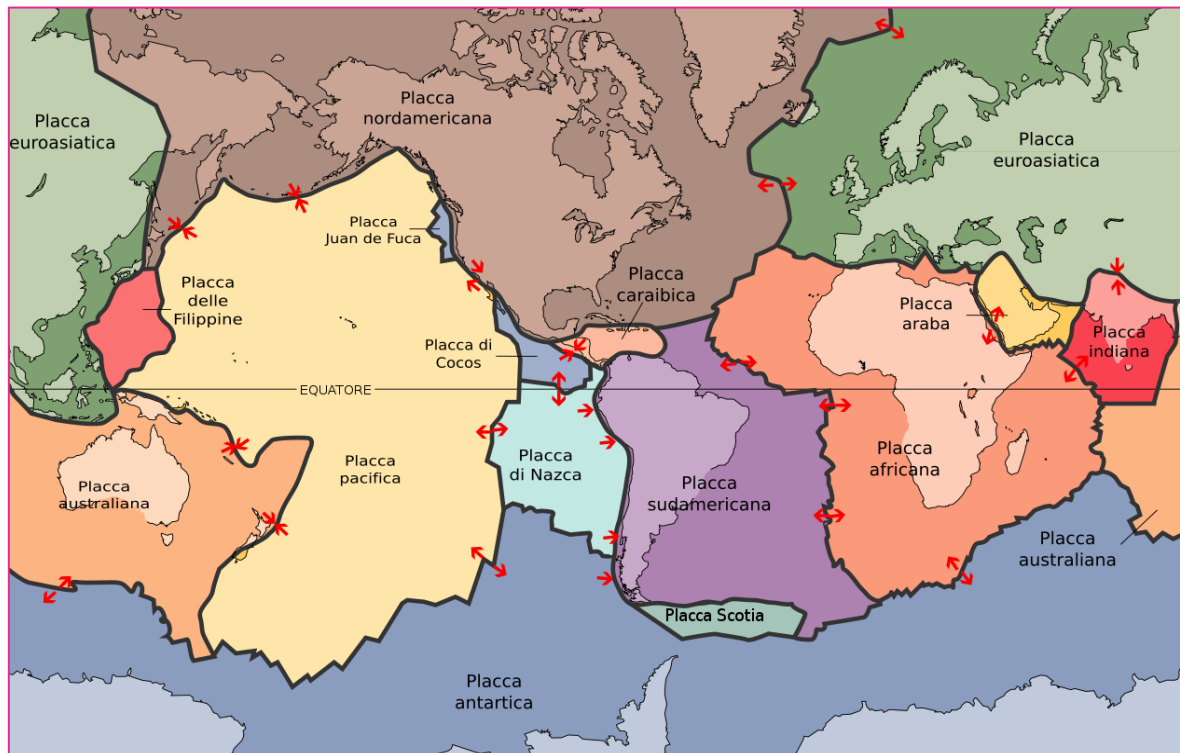 Placca
nordamericana
Placca
euroasiatica
Placca
euroasiatica
Placca
Juan de Fuca
Placca
caraibica
Placca
delle
Filippine
Placca
araba
Placca di
Cocos
Placca
indiana
EQUATORE
Placca
australiana
Placca
pacifica
Placca
di Nazca
Placca
sudamericana
Placca
africana
Placca
australiana
Placca Scotia
Placca
antartica